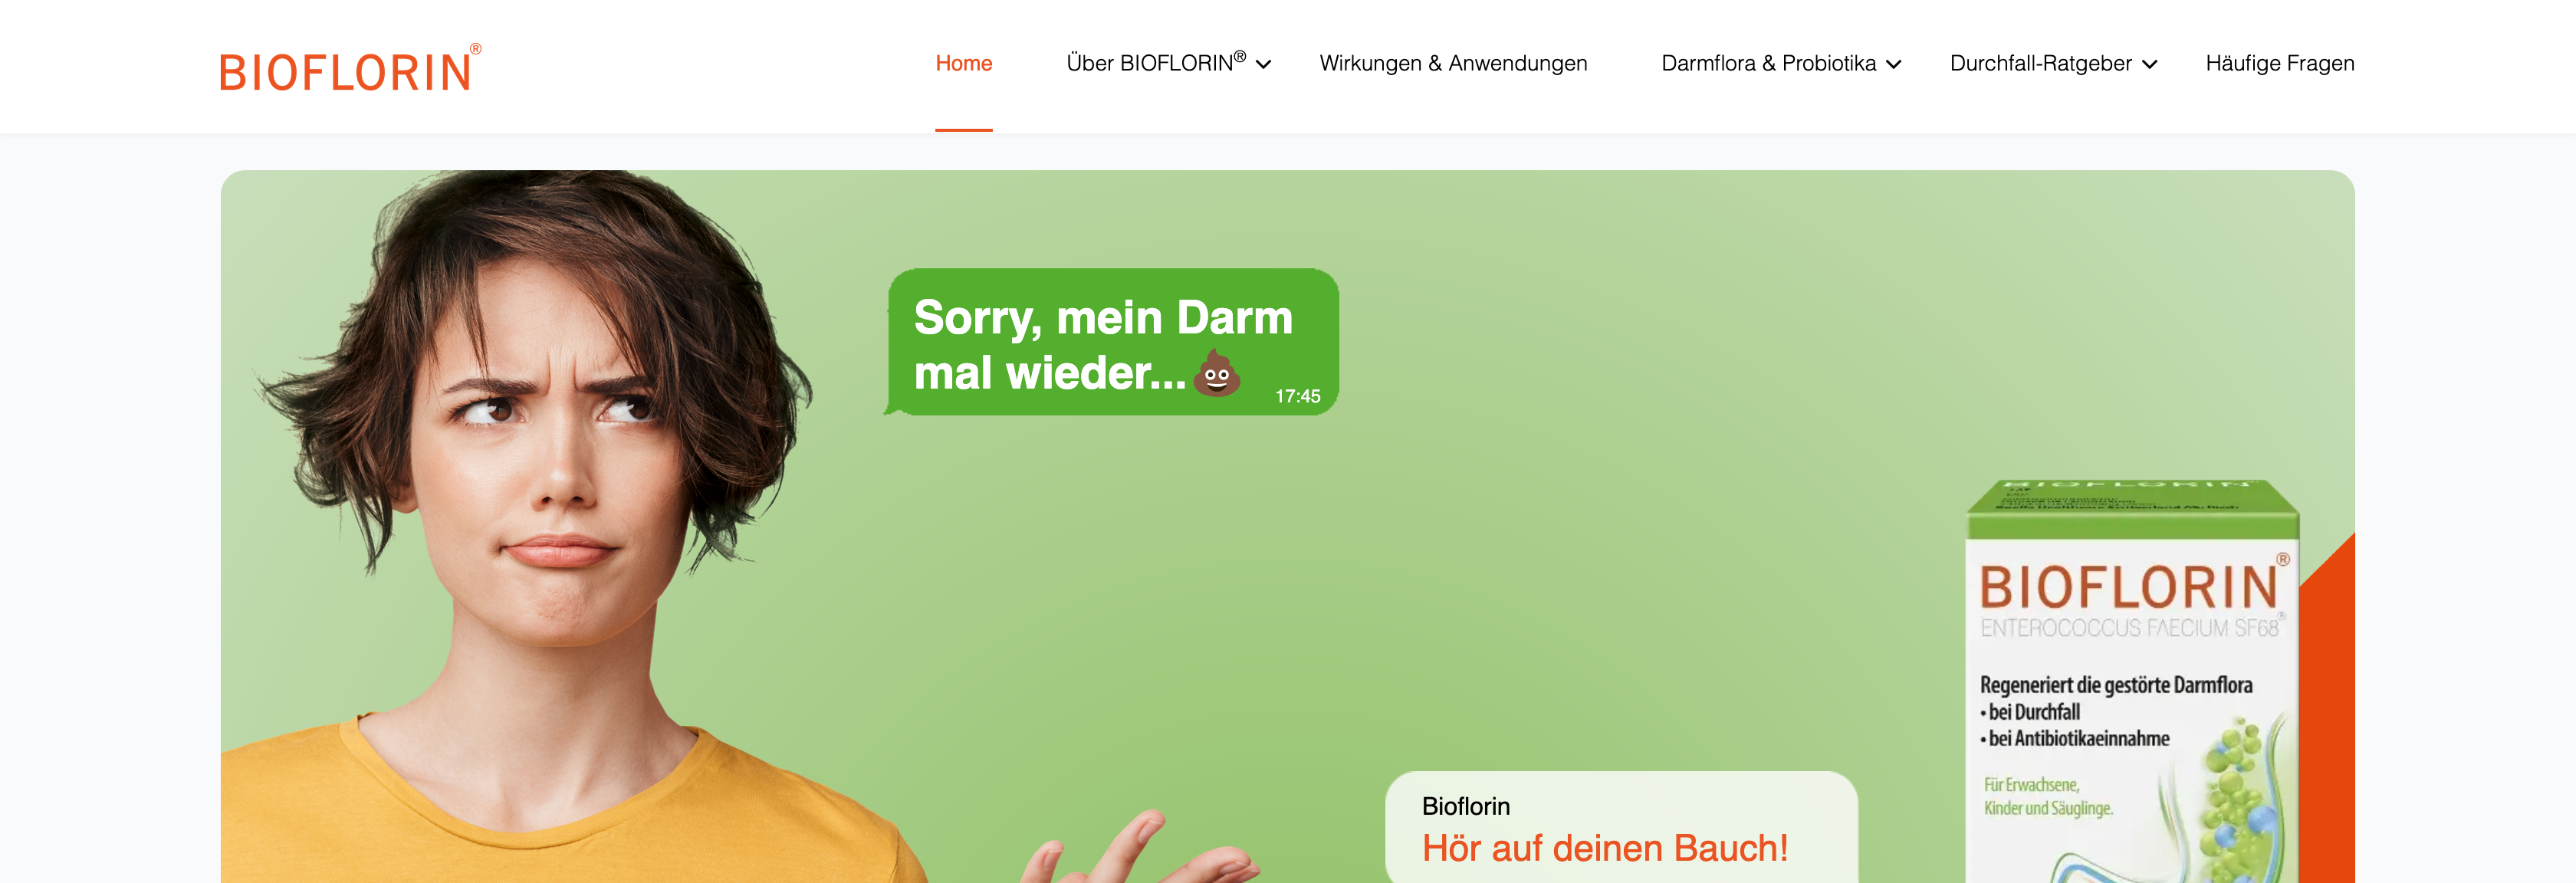 BIOFLORIN®
Home
Über BIOFLORIN®
Wirkungen & Anwendungen
Darmflora & Probiotika
Durchfall-Ratgeber
Häufige Fragen
Sorry, mein Darm
mal wieder...💩
17:45
BIOFLORIN
BIOFLORIN®
ENTEROCOCCUS FAECIUM SF68®
Regeneriert die gestörte Darmflora
• bei Durchfall
• bei Antibiotikaeinnahme
Für Erwachsene,
Kinder und Säuglinge.
Bioflorin
Hör auf deinen Bauch!